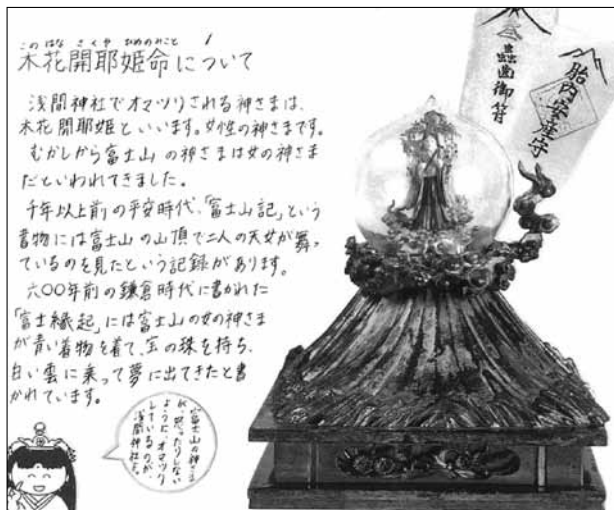 このはなさくやひめのみこと
木花開耶姫命について
浅間神社でオマツリされる神さまは、
木花開耶姫といいます。女性の神さまです。
むかしから富士山の神さまは女の神さま
だといわれてきました。
千年以上前の平安時代、「富士山記」という
書物には富士山の山頂で二人の天女が舞っ
ているのを見たという記録があります。
六〇〇年前の鎌倉時代に書かれた
「富士縁起」には富士山の女の神さま
が青い着物を着て、宝の珠を持ち、
白い雲に乗って夢に出てきたと書
かれています。
富士山の神さま
が、怒ったりしない
ように、オマツリ
しているのが、
浅間神社よ。
胎内安産守